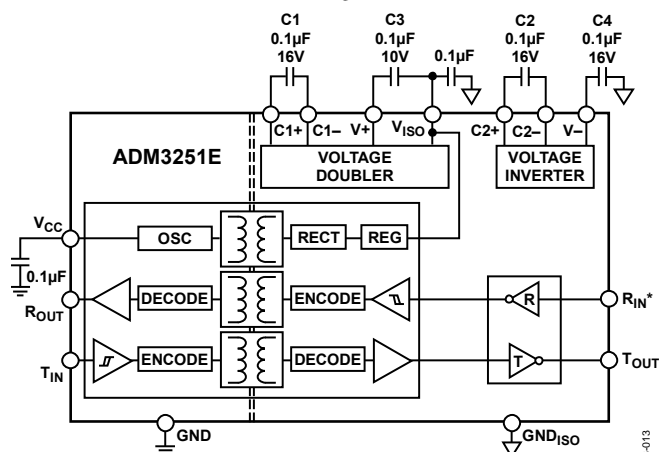 C1
0.1µF
16V
C3
0.1µF
10V
0.1µF
C2
0.1µF
16V
C4
0.1µF
16V
C1+ C1– V+ VISO C2+ C2– V–
ADM3251E
VOLTAGE
DOUBLER
VOLTAGE
INVERTER
VCC
OSC
RECT
REG
0.1µF
ROUT
DECODE
ENCODE
R
RIN*
TIN
ENCODE
DECODE
T
TOUT
GND
GNDISO
-013